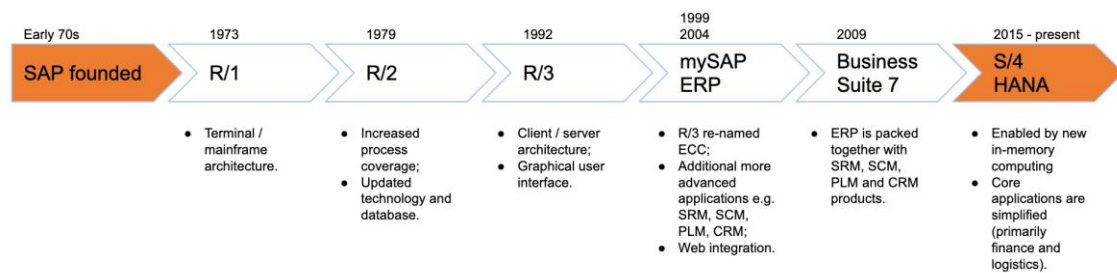 Early 70s
SAP founded
1973
R/1
● Terminal /
mainframe
architecture.
1979
R/2
● Increased
process
coverage;
● Updated
technology and
database.
1992
R/3
● Client / server
architecture;
● Graphical user
interface.
1999
2004
mySAP
ERP
● R/3 re-named
ECC;
● Additional more
advanced
applications e.g.
SRM, SCM,
PLM, CRM;
● Web integration.
2009
Business
Suite 7
● ERP is packed
together with
SRM, SCM,
PLM and CRM
products.
2015 - present
S/4
HANA
● Enabled by new
in-memory
computing
● Core
applications are
simplified
(primarily
finance and
logistics).